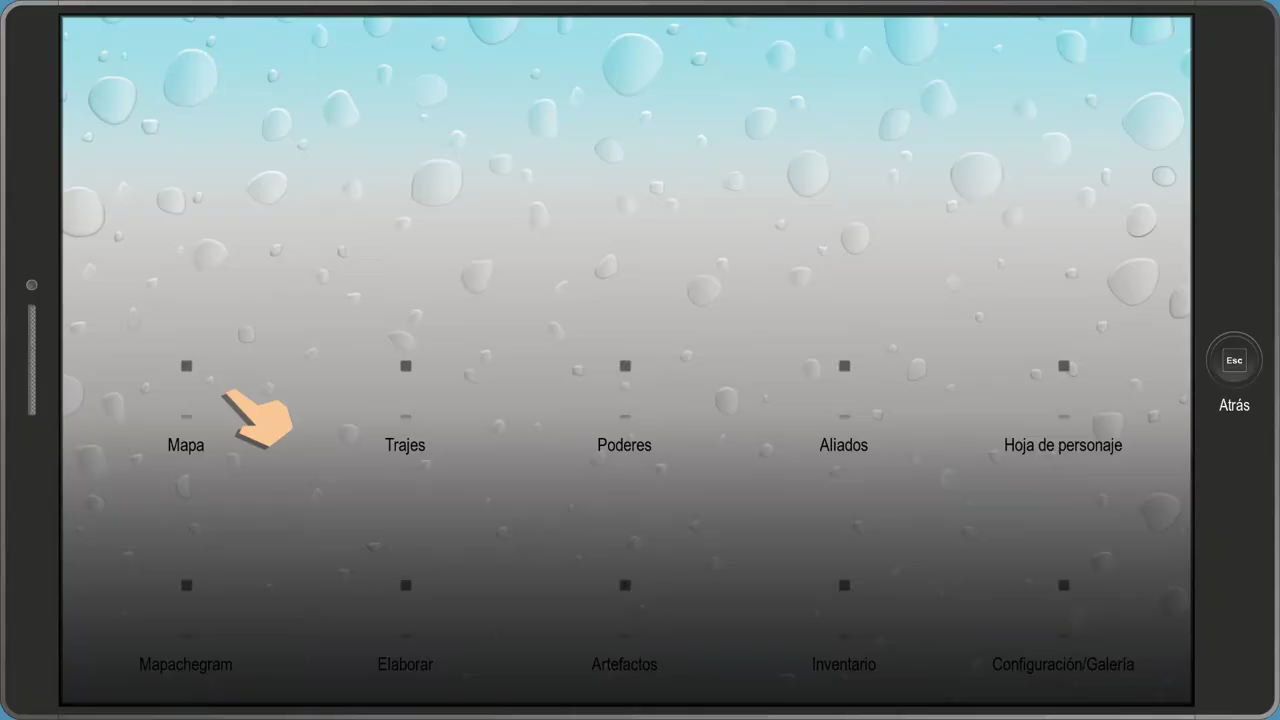 Esc
Atrás
Mapa
Trajes
Poderes
Aliados
Hoja de personaje
Mapachegram
Elaborar
Artefactos
Inventario
Configuración/Galería